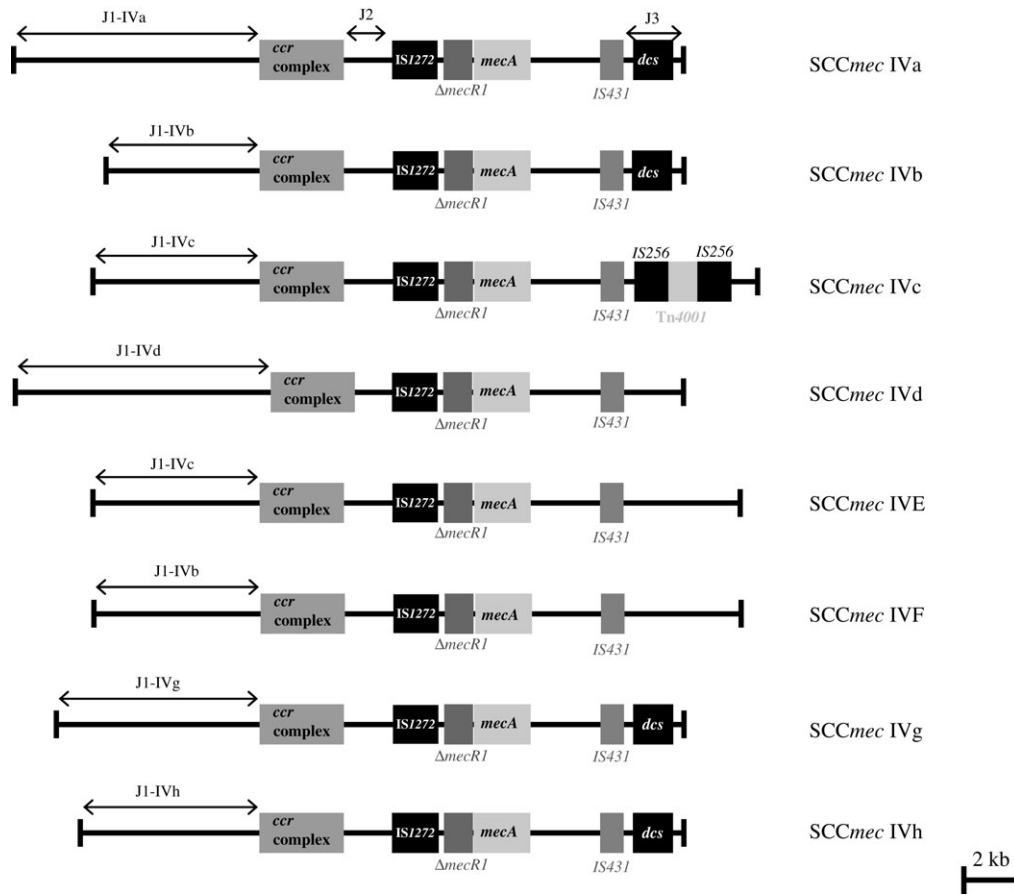 J1-IVa J2 J3
ccr
complex IS1272 mecA dcs SCCmec IVa
ΔmecR1 IS431
J1-IVb
ccr
complex IS1272 mecA dcs SCCmec IVb
ΔmecR1 IS431
J1-IVc IS256 IS256
ccr
complex IS1272 mecA SCCmec IVc
ΔmecR1 IS431 Tn4001
J1-IVd
ccr
complex IS1272 mecA SCCmec IVd
ΔmecR1 IS431
J1-IVc
ccr
complex IS1272 mecA SCCmec IVE
ΔmecR1 IS431
J1-IVb
ccr
complex IS1272 mecA SCCmec IVF
ΔmecR1 IS431
J1-IVg
ccr
complex IS1272 mecA dcs SCCmec IVg
ΔmecR1 IS431
J1-IVh
ccr
complex IS1272 mecA dcs SCCmec IVh
ΔmecR1 IS431
2 kb